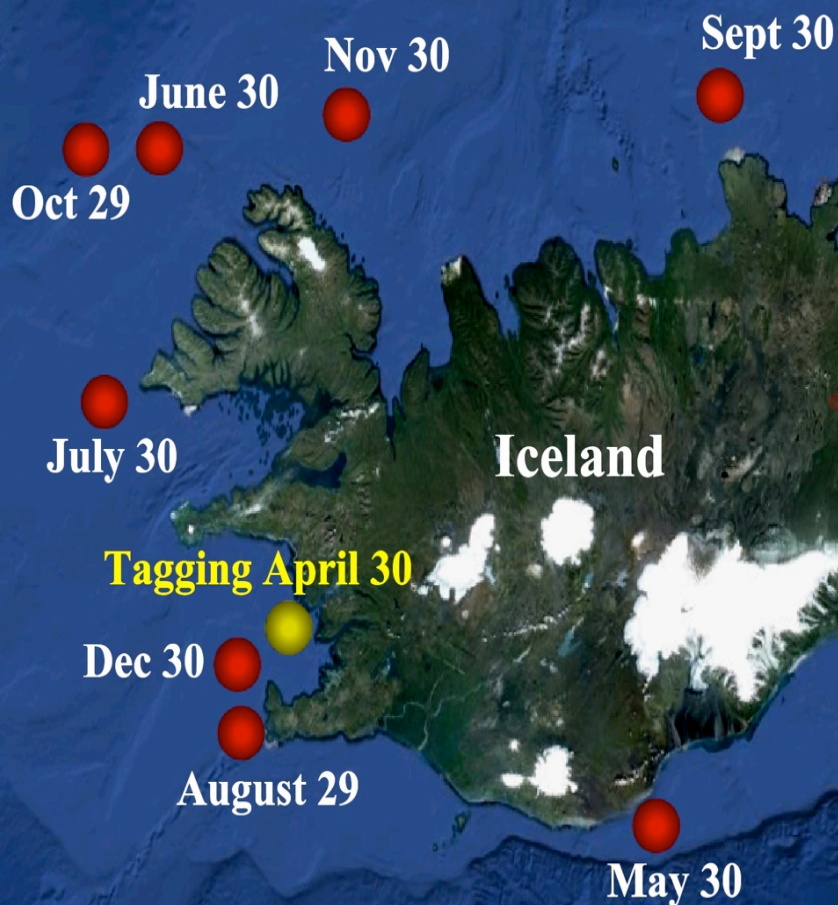 Sept 30
Nov 30
June 30
Oct 29
July 30
Iceland
Tagging April 30
Dec 30
August 29
May 30